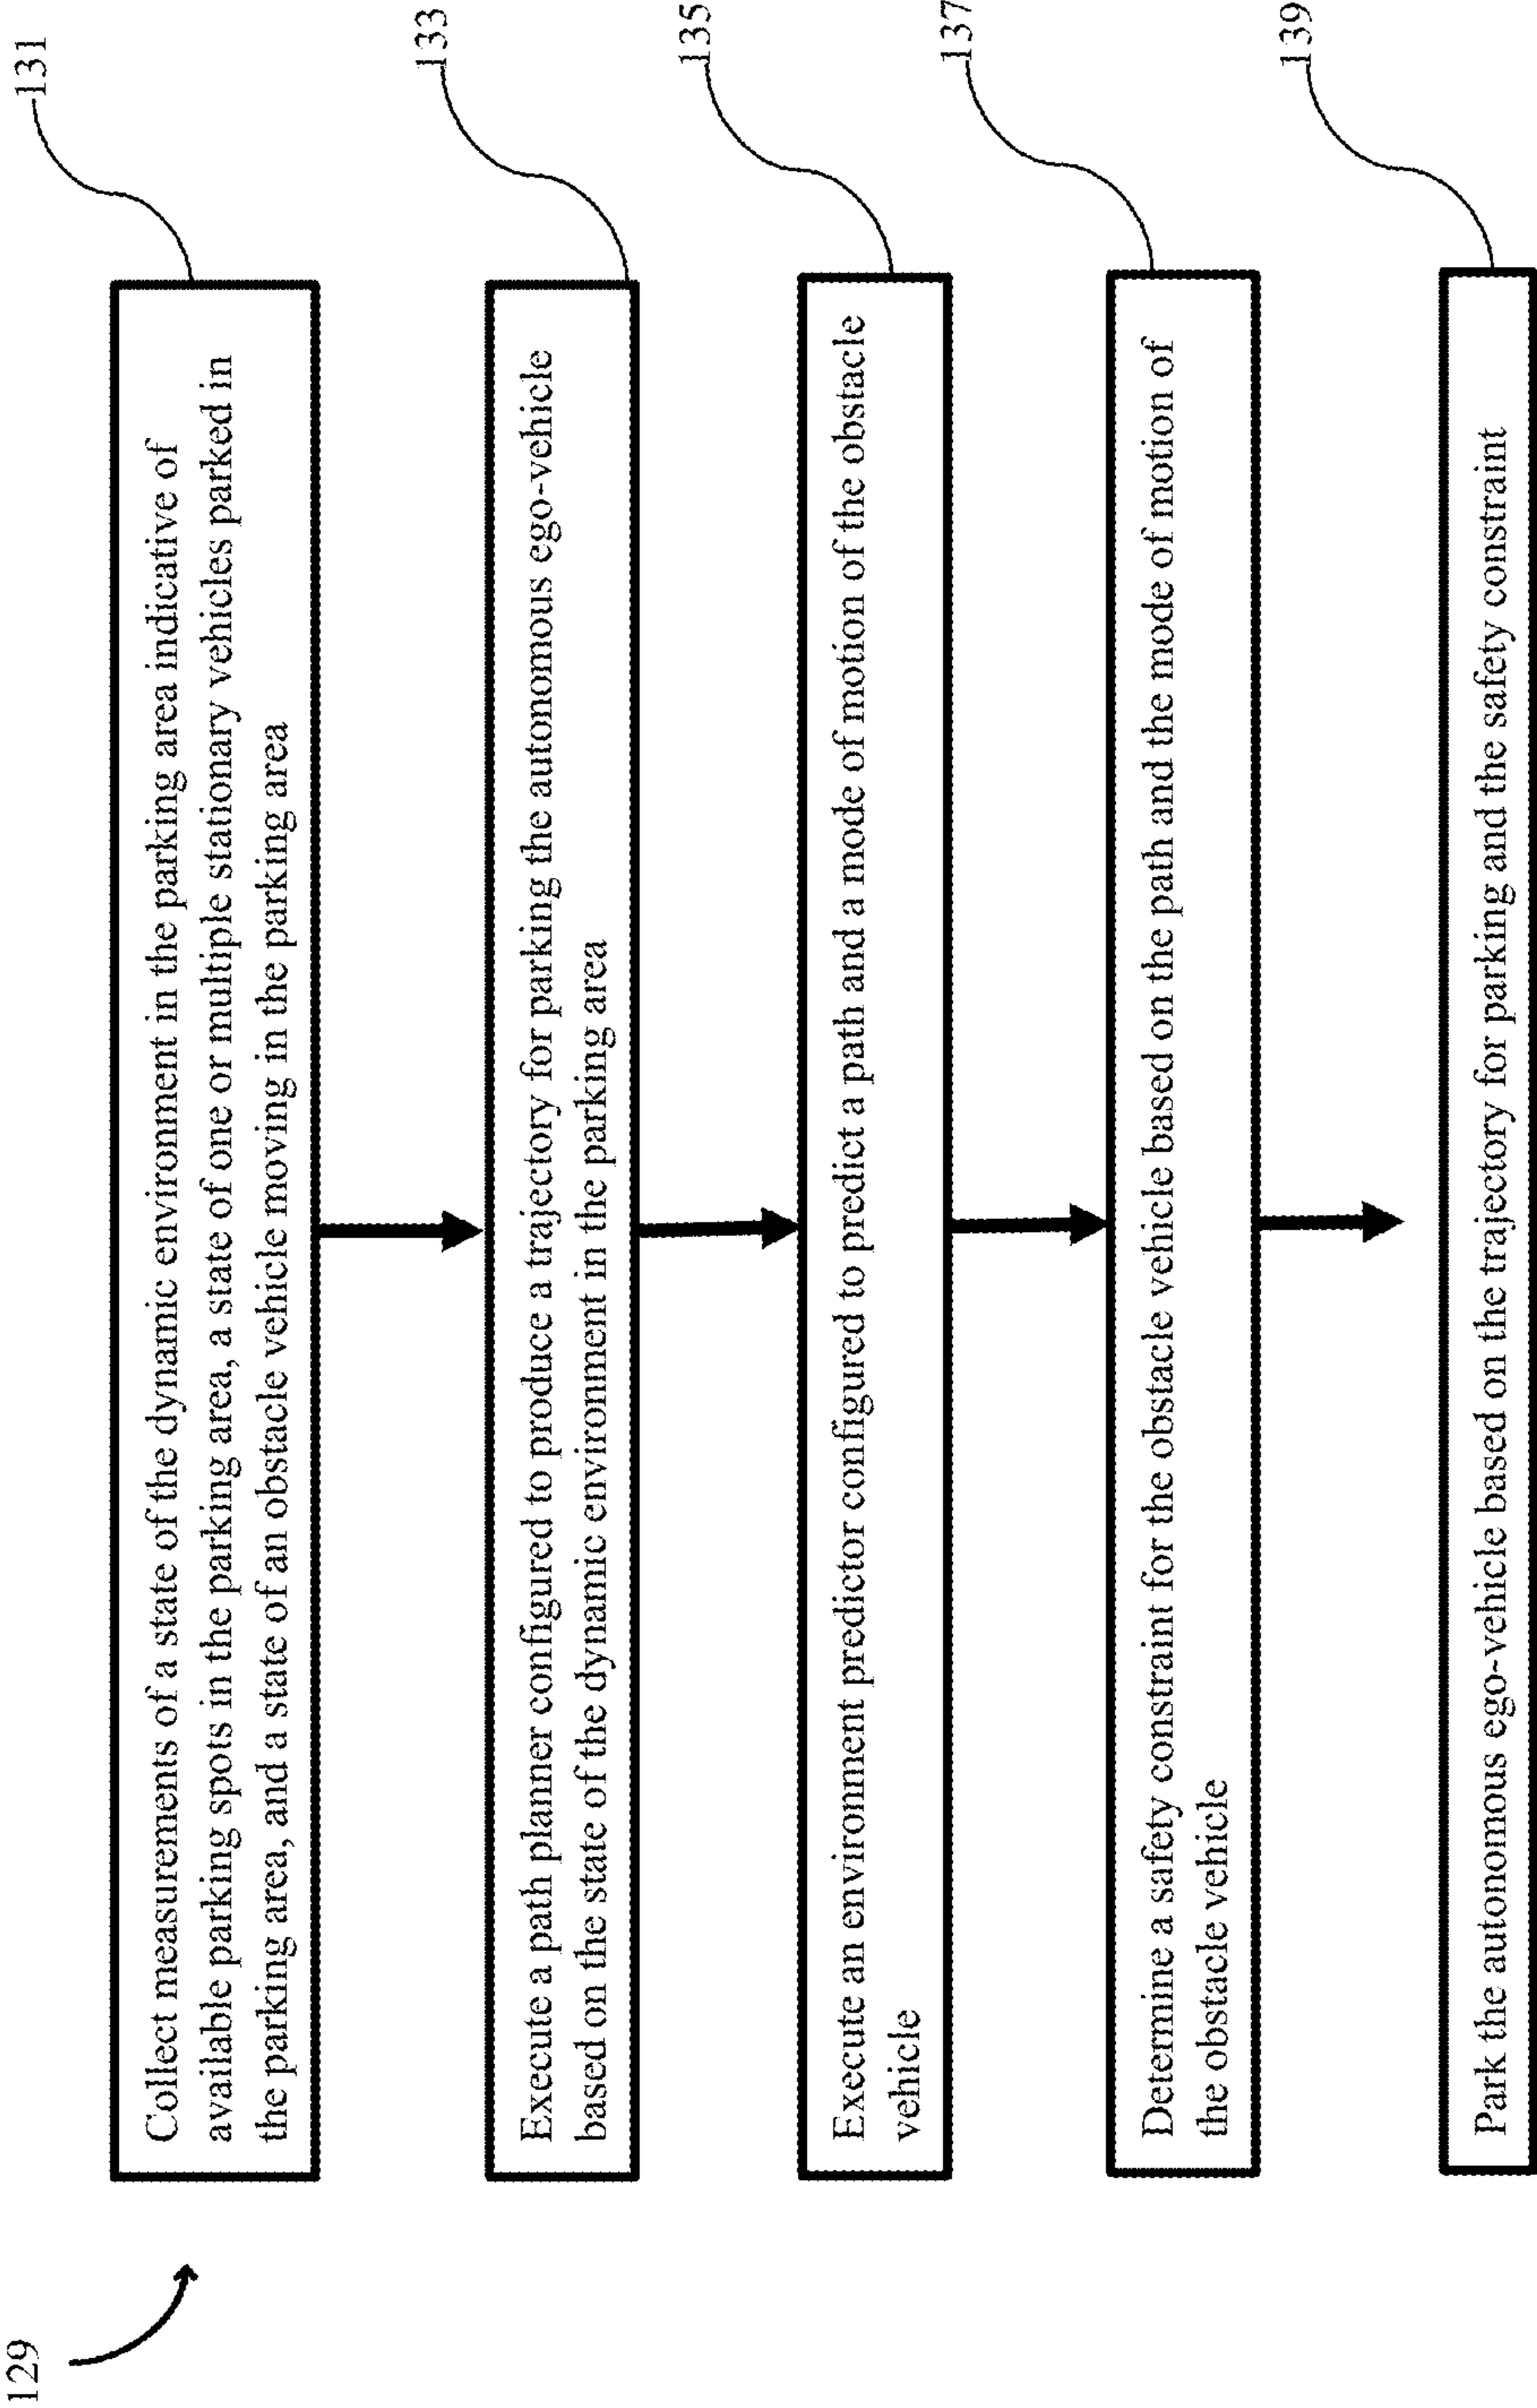 129
131
Collect measurements of a state of the dynamic environment in the parking area indicative of
available parking spots in the parking area, a state of one or multiple stationary vehicles parked in
the parking area, and a state of an obstacle vehicle moving in the parking area
133
Execute a path planner configured to produce a trajectory for parking the autonomous ego-vehicle
based on the state of the dynamic environment in the parking area
135
Execute an environment predictor configured to predict a path and a mode of motion of the obstacle
vehicle
137
Determine a safety constraint for the obstacle vehicle based on the path and the mode of motion of
the obstacle vehicle
139
Park the autonomous ego-vehicle based on the trajectory for parking and the safety constraint